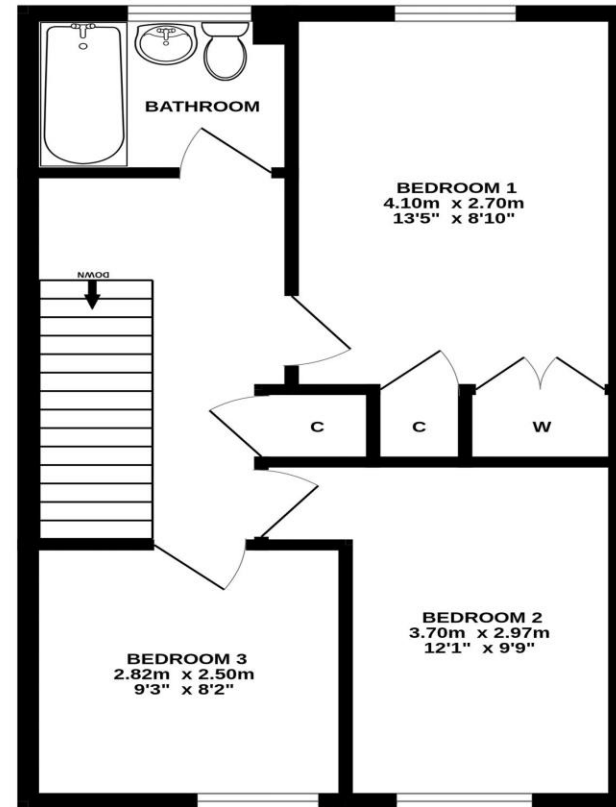 BATHROOM
BEDROOM 1
4.10m x 2.70m
13'5" x 8'10"
DOWN
C
C
W
BEDROOM 2
3.70m x 2.97m
12'1" x 9'9"
BEDROOM 3
2.82m x 2.50m
9'3" x 8'2"